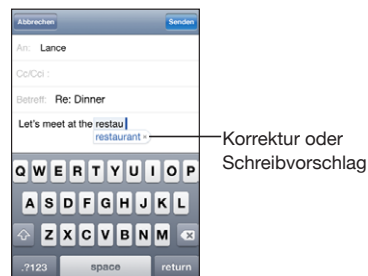 Abbrechen Senden
An: Lance
Cc/Cci :
Betreff: Re: Dinner
Let's meet at the restau
restaurant ×
Korrektur oder
Schreibvorschlag
Q W E R T Y U I O P
A S D F G H J K L
Z X C V B N M
.?123 space return